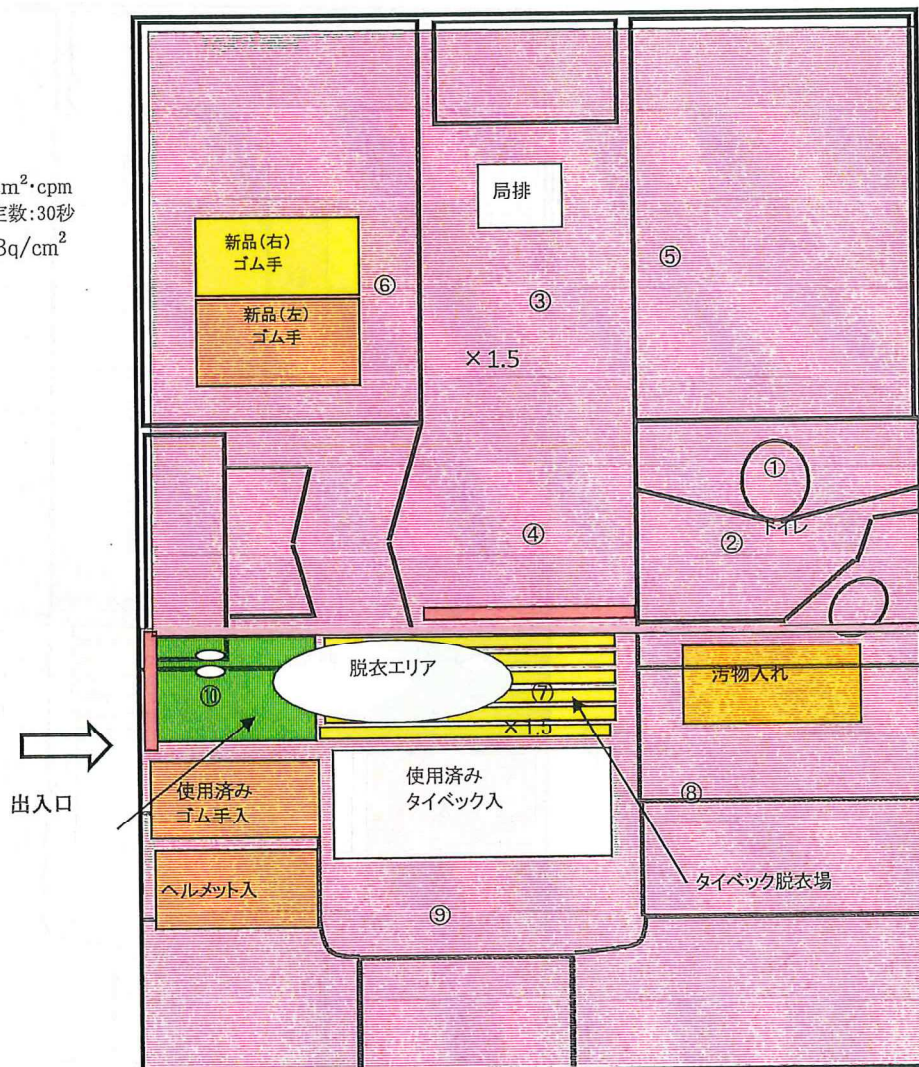 m²・cpm
定数:30秒
Bq/cm²
局排
新品(右)
ゴム手
⑥
新品(左)
ゴム手
③
⑤
×1.5
①
トイレ
④
②
脱衣エリア
⑩
⑦
×1.5
汚物入れ
出入口
使用済み
ゴム手入
使用済み
タイベック入
⑧
ヘルメット入
タイベック脱衣場
⑨